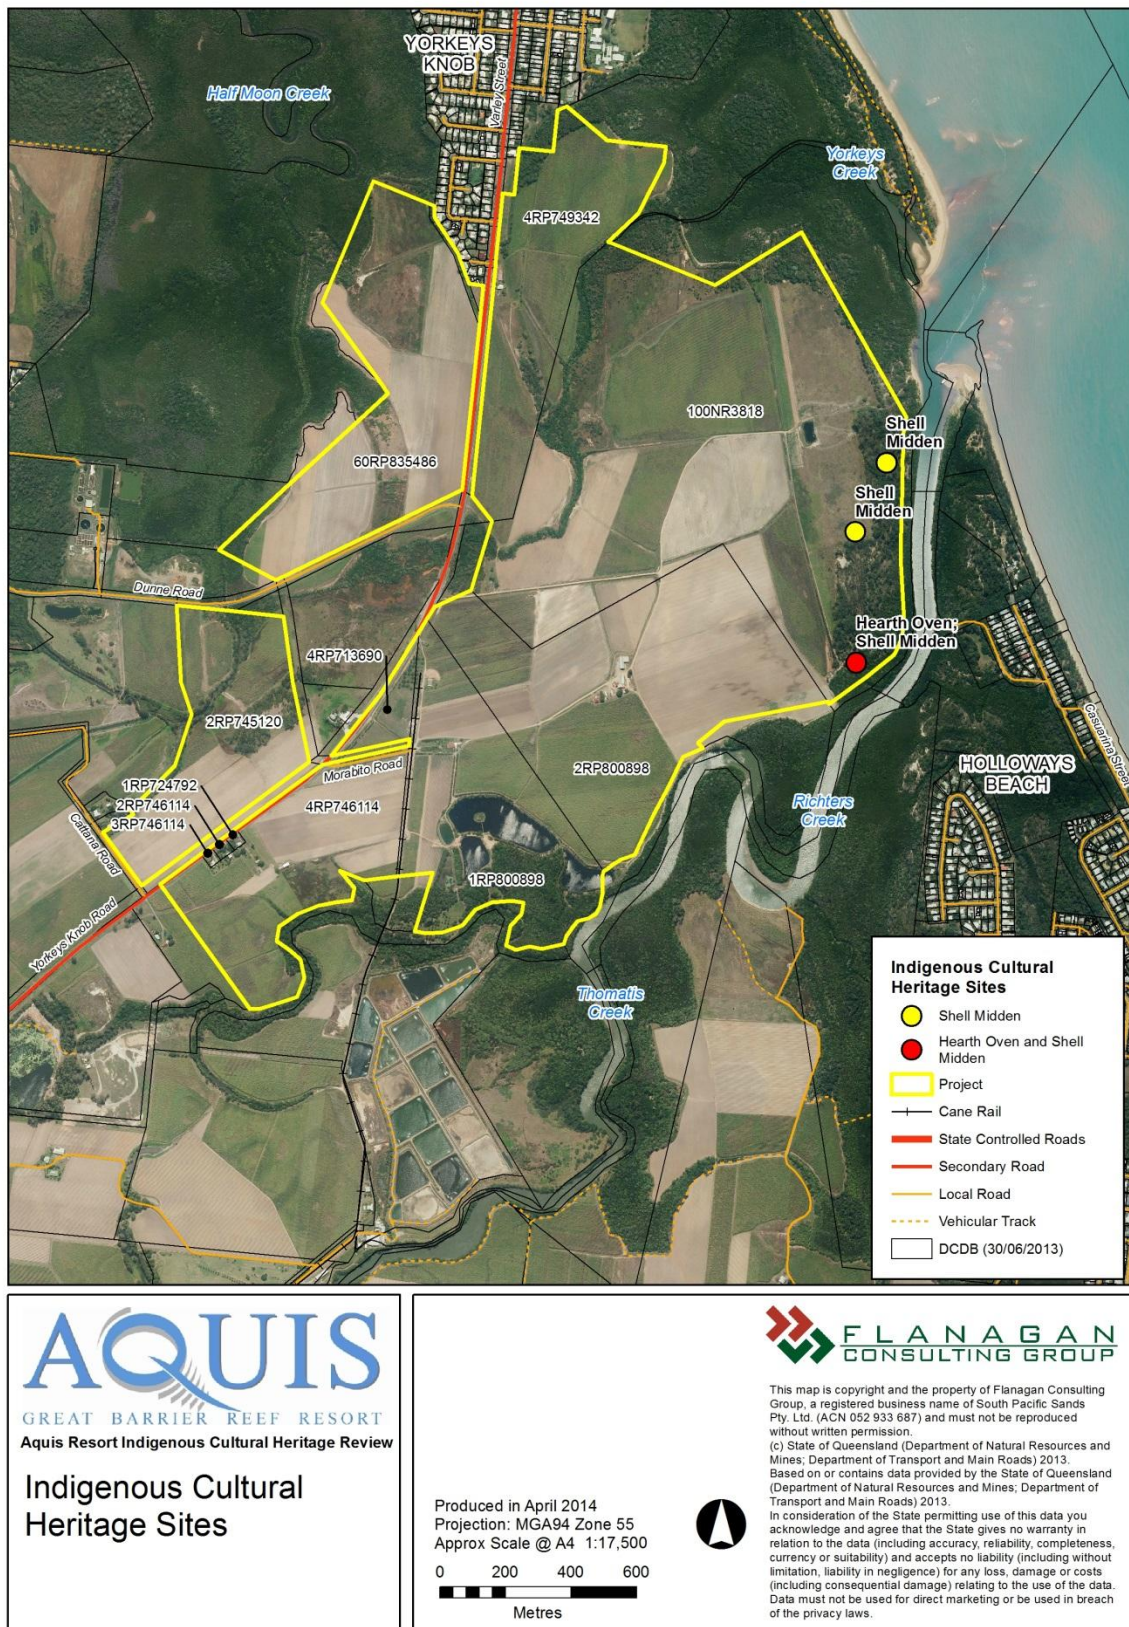 YORKEYS
KNOB
Varley Street
Half Moon Creek
Yorkeys
Creek
4RP749342
100NR3818
Shell
Midden
60RP835486
Shell
Midden
Dunne Road
Hearth Oven;
Shell Midden
4RP713690
2RP745120
Casuarina Street
Morabito Road
2RP800898
HOLLOWAYS
BEACH
1RP724792
2RP746114
3RP746114
4RP746114
Richters
Creek
Cattana Road
1RP800898
Yorkeys Knob Road
Thomatis
Creek
Indigenous Cultural
Heritage Sites
Shell Midden
Hearth Oven and Shell
Midden
Project
Cane Rail
State Controlled Roads
Secondary Road
Local Road
Vehicular Track
DCDB (30/06/2013)
AQUIS
GREAT BARRIER REEF RESORT
Aquis Resort Indigenous Cultural Heritage Review
Indigenous Cultural
Heritage Sites
Produced in April 2014
Projection: MGA94 Zone 55
Approx Scale @ A4 1:17,500
0 200 400 600
Metres
FLANAGAN
CONSULTING GROUP
This map is copyright and the property of Flanagan Consulting
Group, a registered business name of South Pacific Sands
Pty. Ltd. (ACN 052 933 687) and must not be reproduced
without written permission.
(c) State of Queensland (Department of Natural Resources and
Mines; Department of Transport and Main Roads) 2013.
Based on or contains data provided by the State of Queensland
(Department of Natural Resources and Mines; Department of
Transport and Main Roads) 2013.
In consideration of the State permitting use of this data you
acknowledge and agree that the State gives no warranty in
relation to the data (including accuracy, reliability, completeness,
currency or suitability) and accepts no liability (including without
limitation, liability in negligence) for any loss, damage or costs
(including consequential damage) relating to the use of the data.
Data must not be used for direct marketing or be used in breach
of the privacy laws.